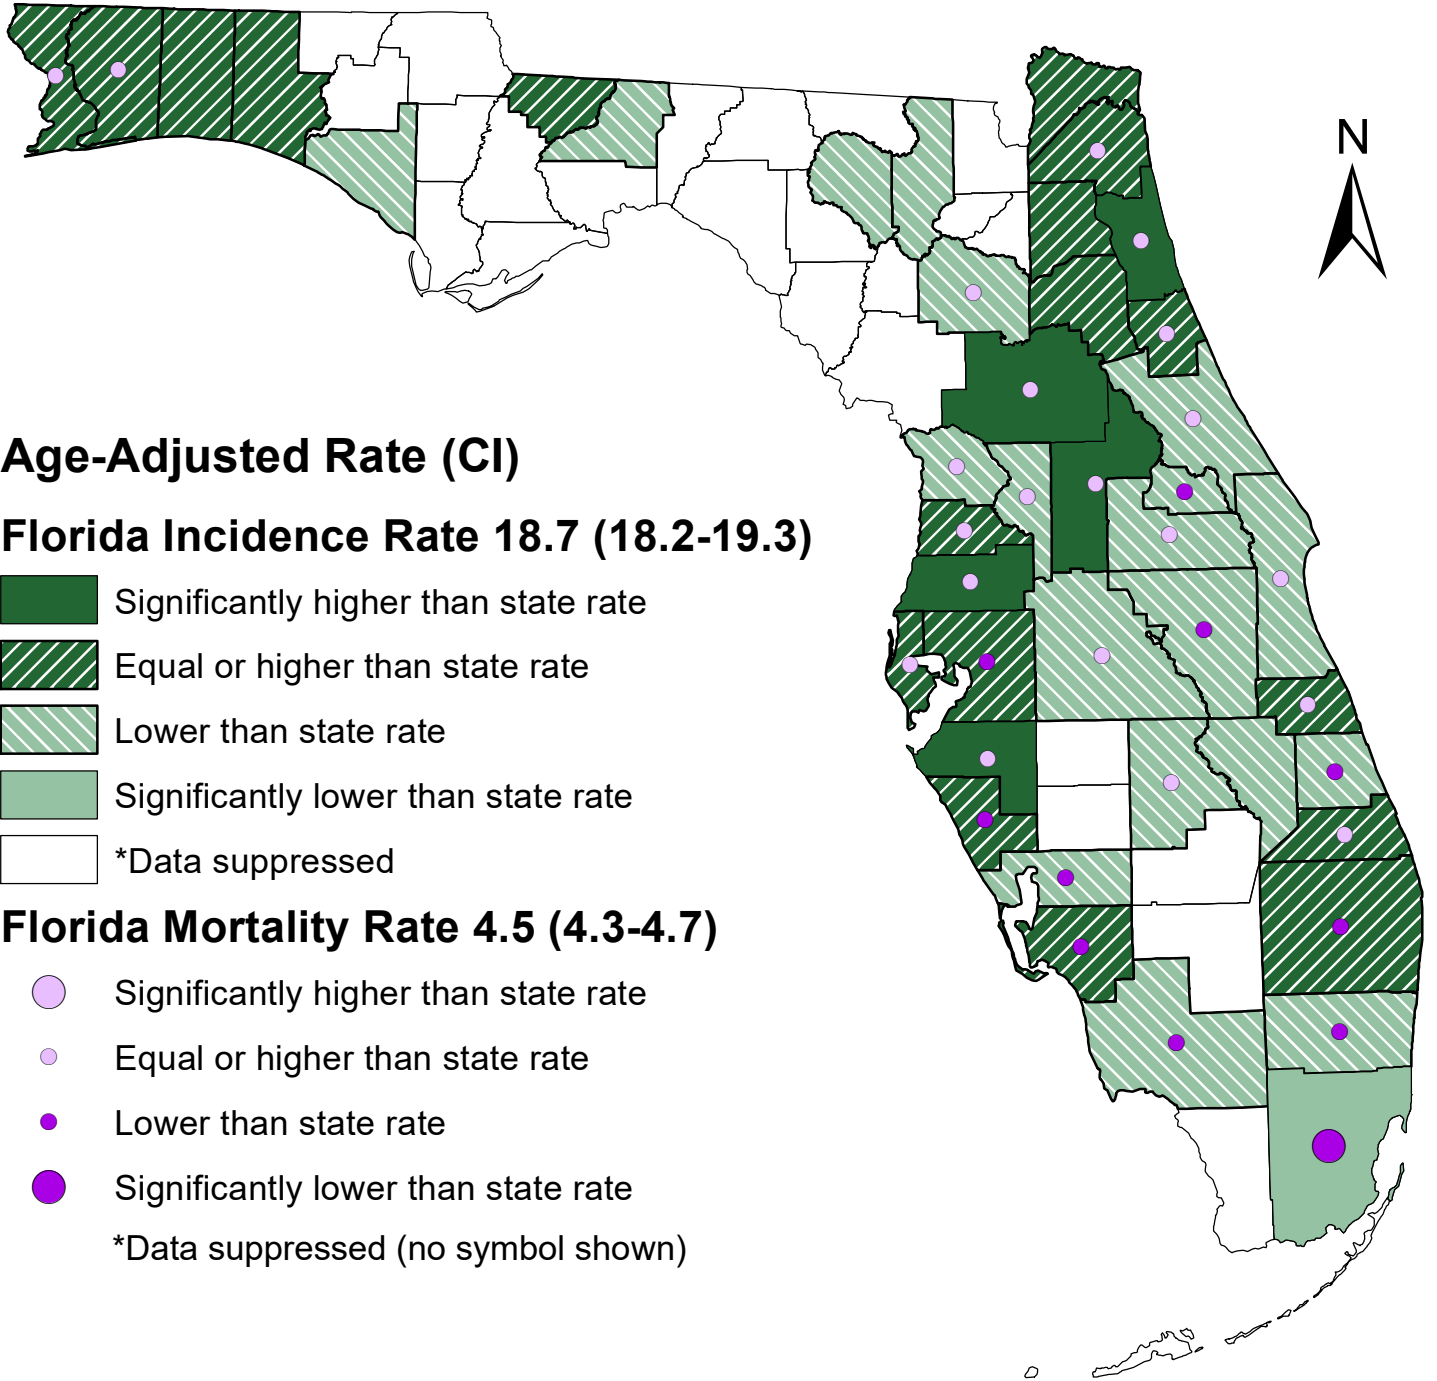 N
Age-Adjusted Rate (CI)
Florida Incidence Rate 18.7 (18.2-19.3)
Significantly higher than state rate
Equal or higher than state rate
Lower than state rate
Significantly lower than state rate
*Data suppressed
Florida Mortality Rate 4.5 (4.3-4.7)
Significantly higher than state rate
Equal or higher than state rate
Lower than state rate
Significantly lower than state rate
*Data suppressed (no symbol shown)